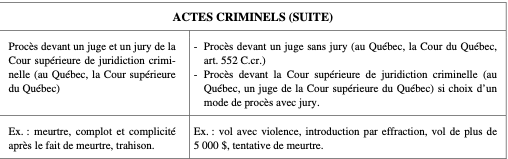 ACTES CRIMINELS (SUITE)
Procès devant un juge et un jury de la
Cour supérieure de juridiction crimi-
nelle (au Québec, la Cour supérieure
du Québec)
- Procès devant un juge sans jury (au Québec, la Cour du Québec,
art. 552 C.cr.)
- Procès devant la Cour supérieure de juridiction criminelle (au
Québec, un juge de la Cour supérieure du Québec) si choix d'un
mode de procès avec jury.
Ex. : meurtre, complot et complicité
après le fait de meurtre, trahison.
Ex. : vol avec violence, introduction par effraction, vol de plus de
5 000 $, tentative de meurtre.